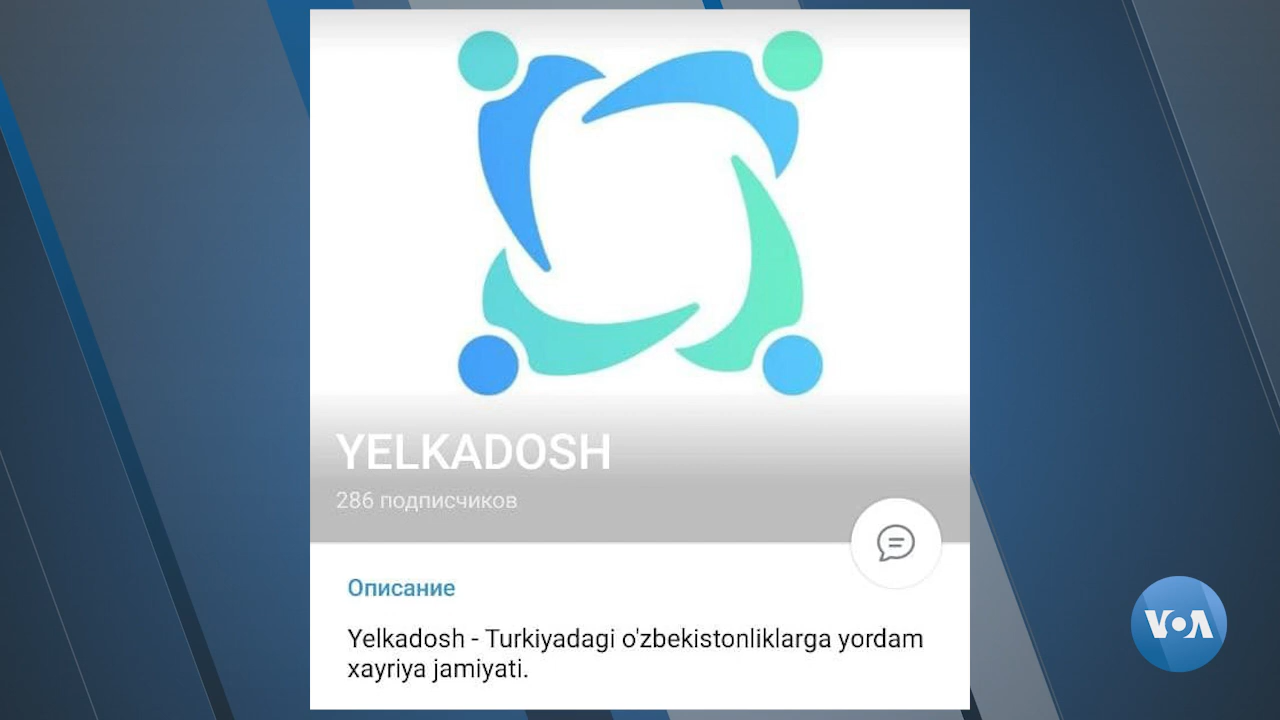 YELKADOSH
286 подписчиков
Описание
Yelkadosh - Turkiyadagi o'zbekistonliklarga yordam
xayriya jamiyati.
VOA